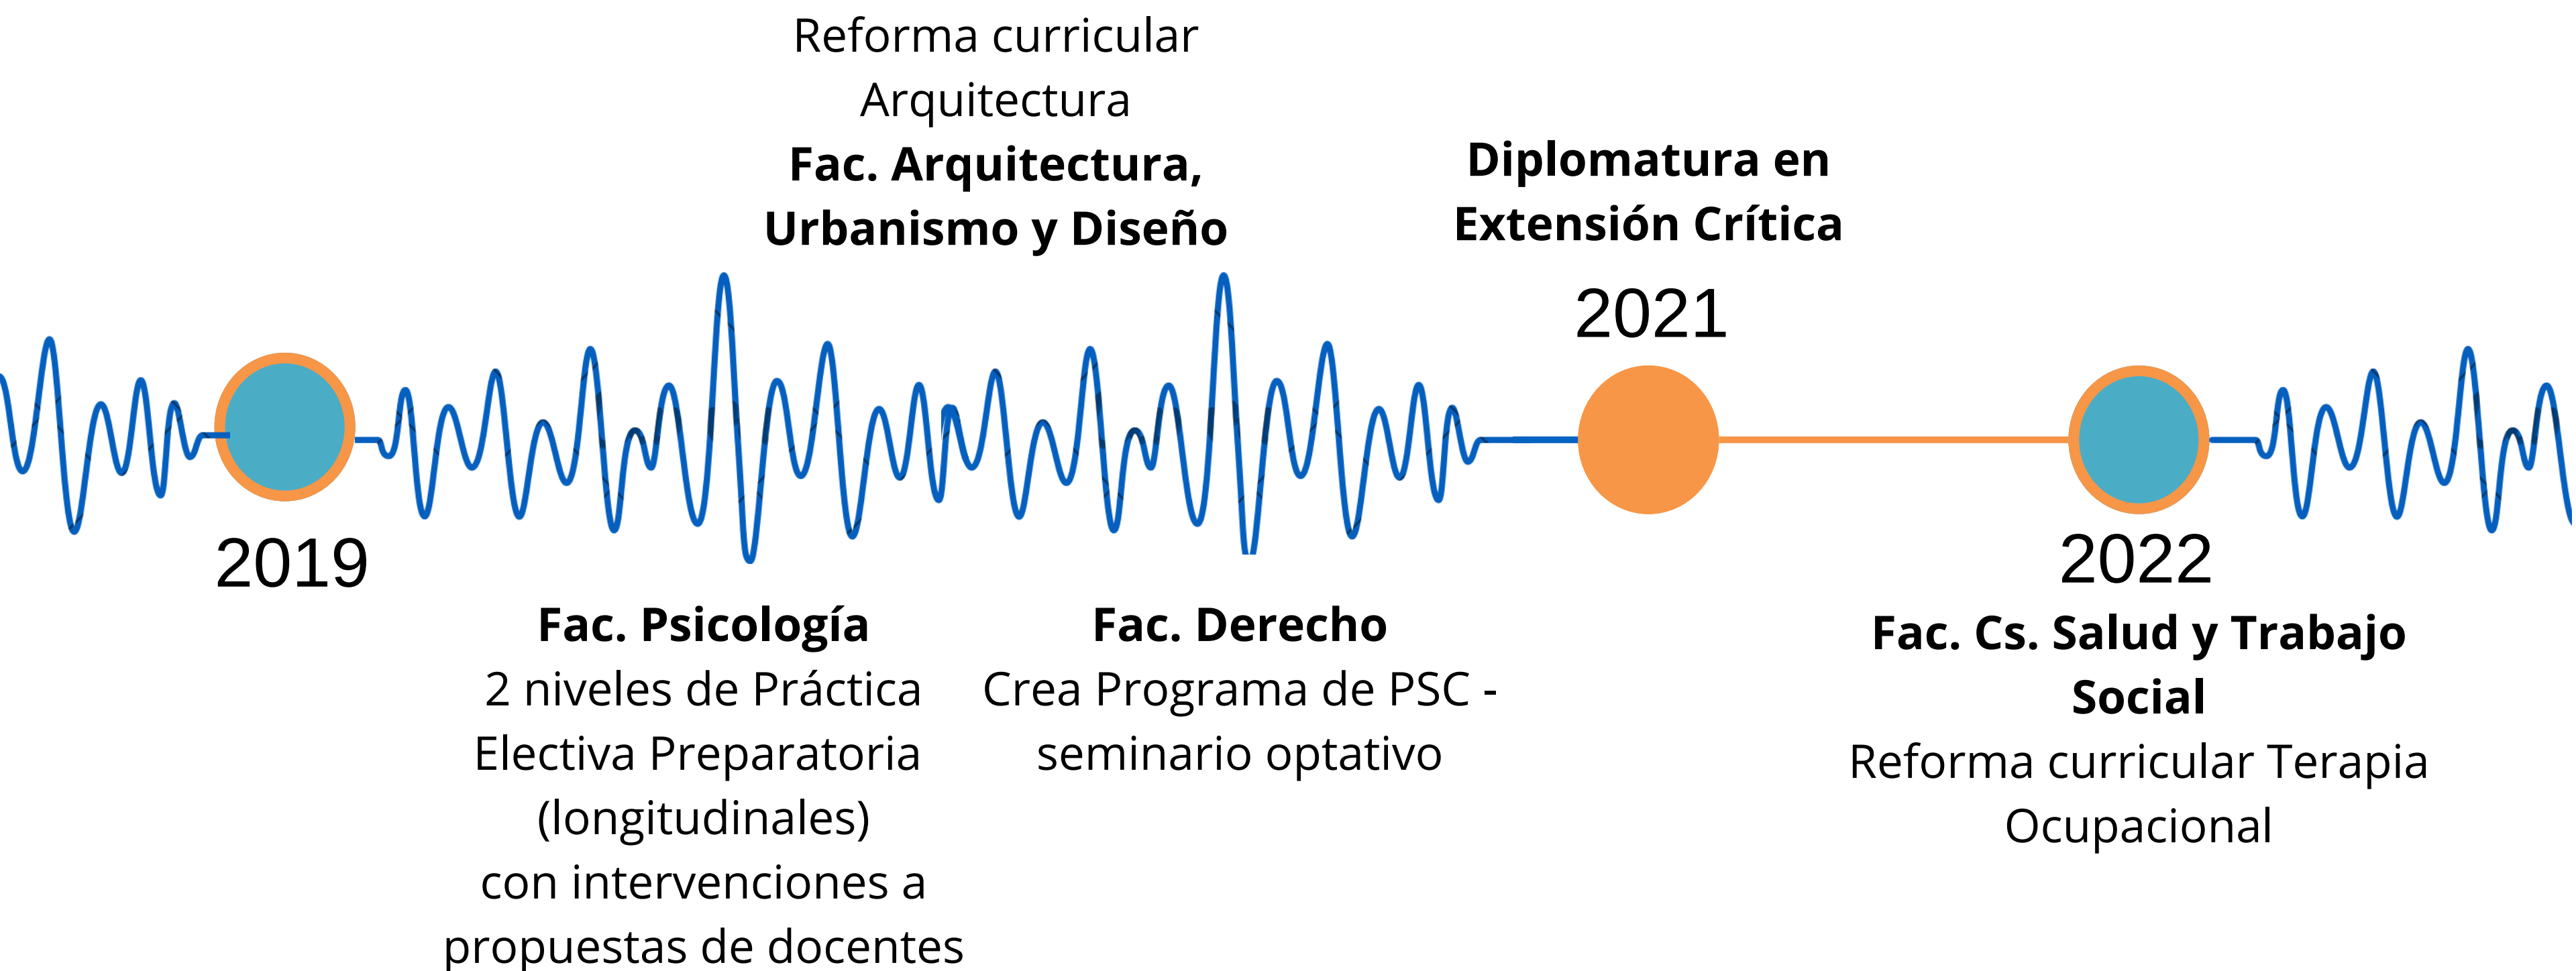 Reforma curricular
Arquitectura
Fac. Arquitectura,
Urbanismo y Diseño
Diplomatura en
Extensión Crítica
2021
2019
2022
Fac. Psicología
2 niveles de Práctica
Electiva Preparatoria
(longitudinales)
con intervenciones a
propuestas de docentes
Fac. Derecho
Crea Programa de PSC -
seminario optativo
Fac. Cs. Salud y Trabajo
Social
Reforma curricular Terapia
Ocupacional